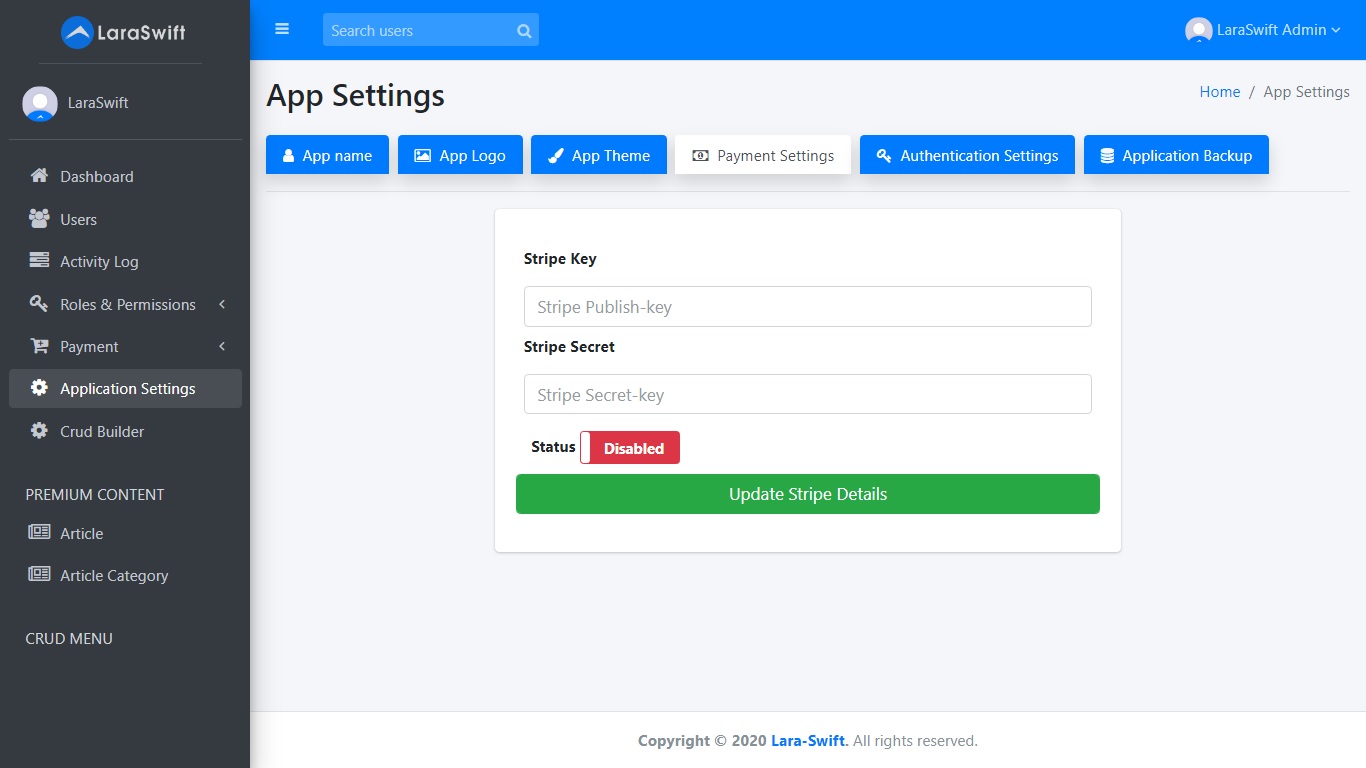 LaraSwift
Search users
LaraSwift Admin
LaraSwift
App Settings
Home / App Settings
App name
App Logo
App Theme
Payment Settings
Authentication Settings
Application Backup
Dashboard
Users
Activity Log
Roles & Permissions
Payment
Application Settings
Crud Builder
PREMIUM CONTENT
Article
Article Category
CRUD MENU
Stripe Key
Stripe Publish-key
Stripe Secret
Stripe Secret-key
Status Disabled
Update Stripe Details
Copyright © 2020 Lara-Swift. All rights reserved.